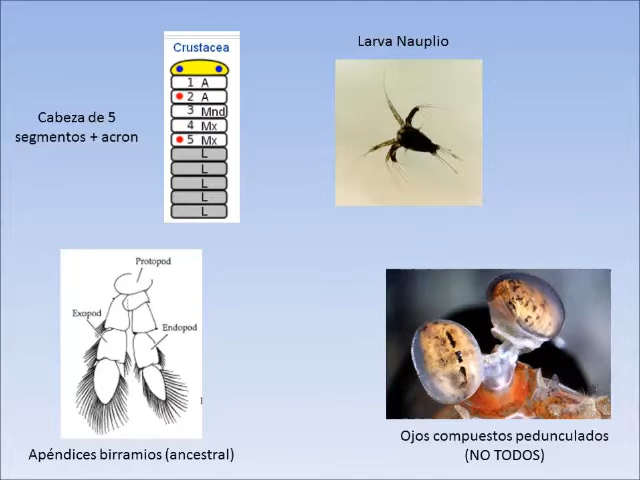 Crustacea
Larva Nauplio
Cabeza de 5
segmentos + acron
1 A
2 A
3 Mnd
4 Mx
5 Mx
L
L
L
L
L
Protopod
Exopod
Endopod
Apéndices birramios (ancestral)
Ojos compuestos pedunculados
(NO TODOS)